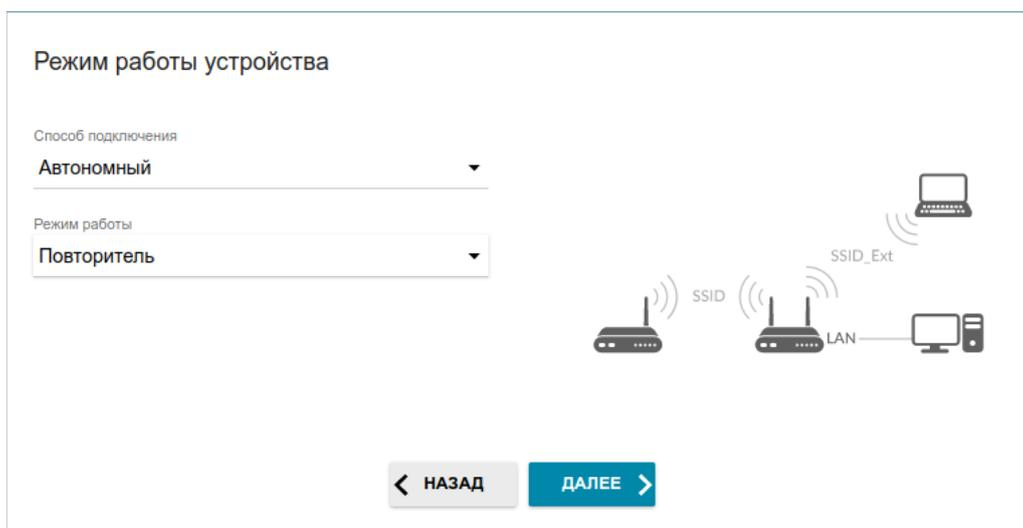 Режим работы устройства
Способ подключения
Автономный
Режим работы
Повторитель
SSID_Ext
SSID
LAN
НАЗАД
ДАЛЕЕ